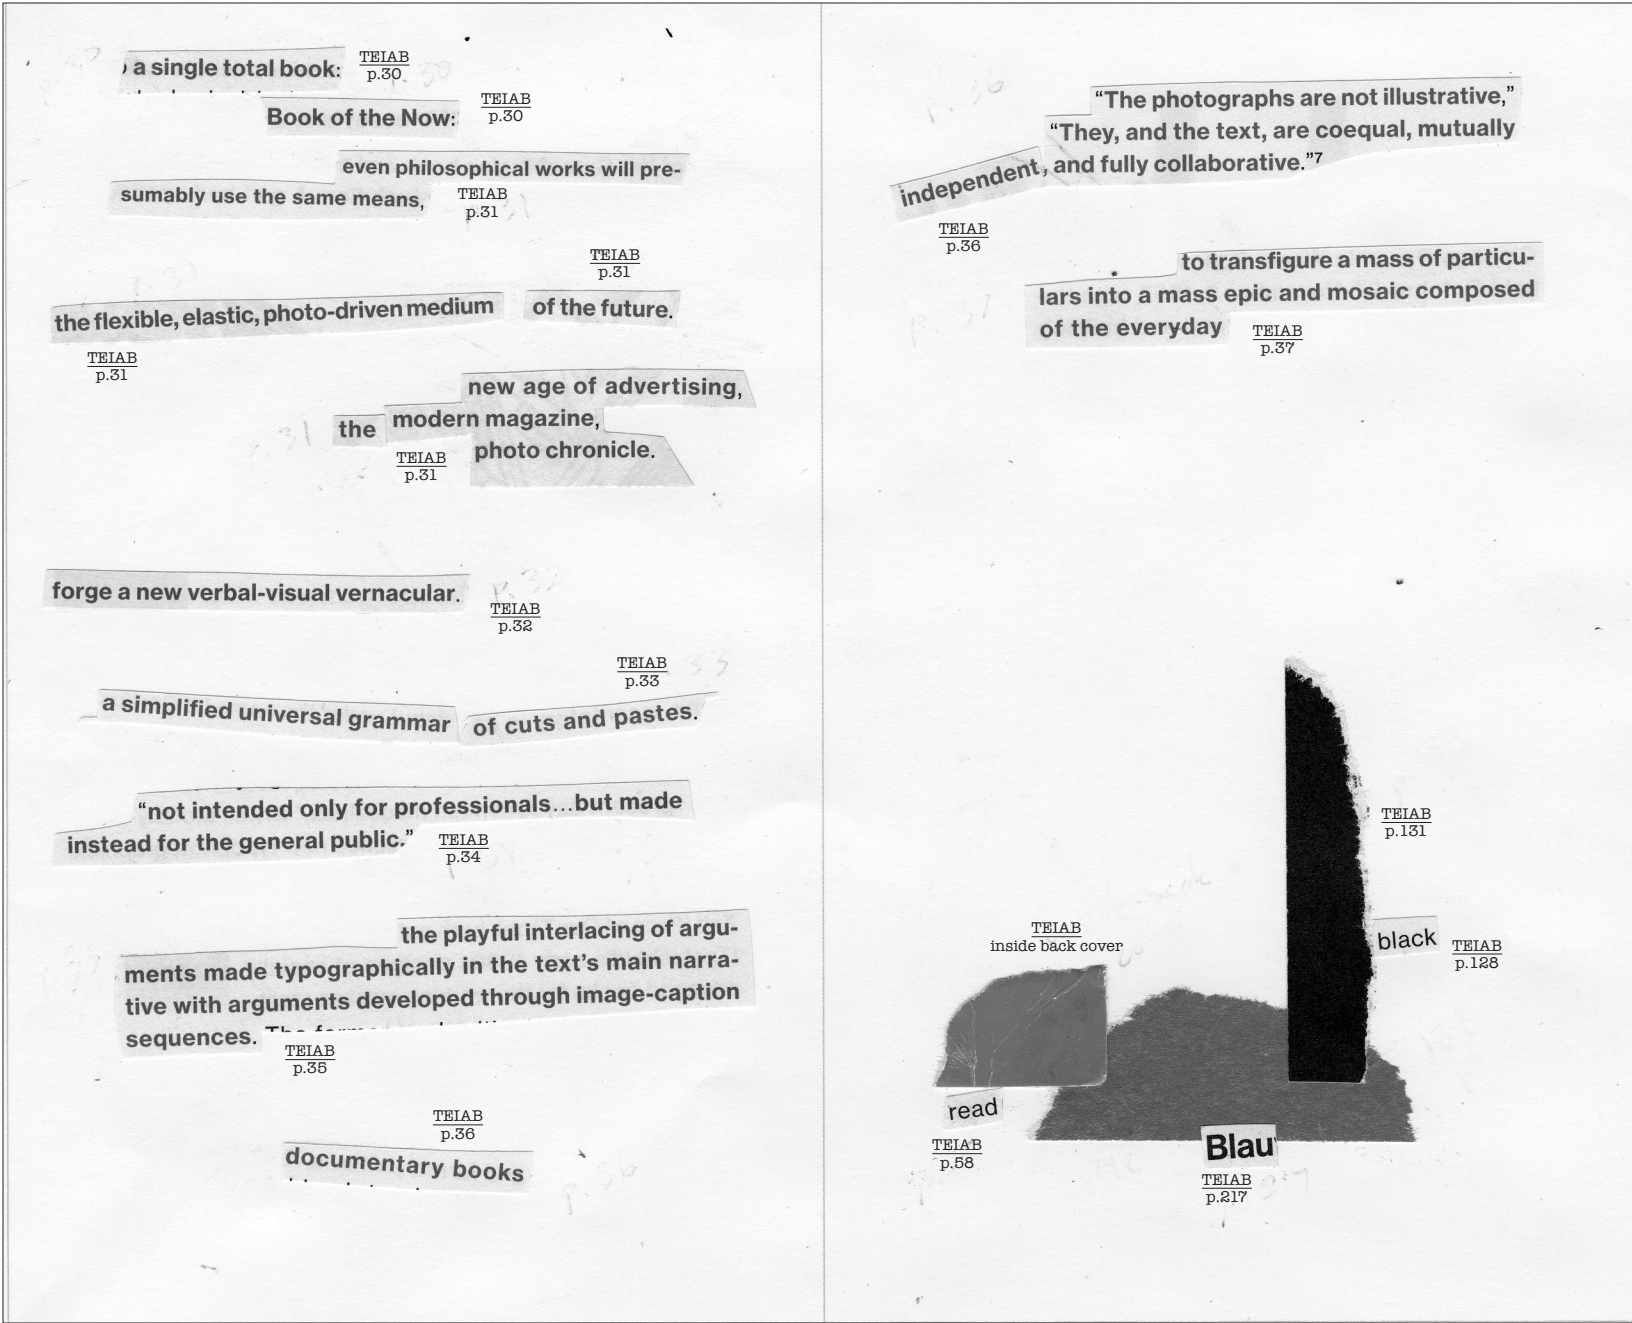 a single total book:
TEIAB
p.30
Book of the Now:
TEIAB
p.30
even philosophical works will pre-
sumably use the same means,
TEIAB
p.31
TEIAB
p.31
the flexible, elastic, photo-driven medium of the future.
TEIAB
p.31
new age of advertising,
the modern magazine,
photo chronicle.
TEIAB
p.31
forge a new verbal-visual vernacular.
TEIAB
p.32
TEIAB
p.33
a simplified universal grammar of cuts and pastes.
“not intended only for professionals...but made
instead for the general public.”
TEIAB
p.34
the playful interlacing of argu-
ments made typographically in the text’s main narra-
tive with arguments developed through image-caption
sequences.
TEIAB
p.35
TEIAB
p.36
documentary books
“The photographs are not illustrative,”
“They, and the text, are coequal, mutually
independent, and fully collaborative.”7
TEIAB
p.36
to transfigure a mass of particu-
lars into a mass epic and mosaic composed
of the everyday
TEIAB
p.37
TEIAB
p.131
black
TEIAB
p.128
TEIAB
inside back cover
read
TEIAB
p.58
Blau
TEIAB
p.217